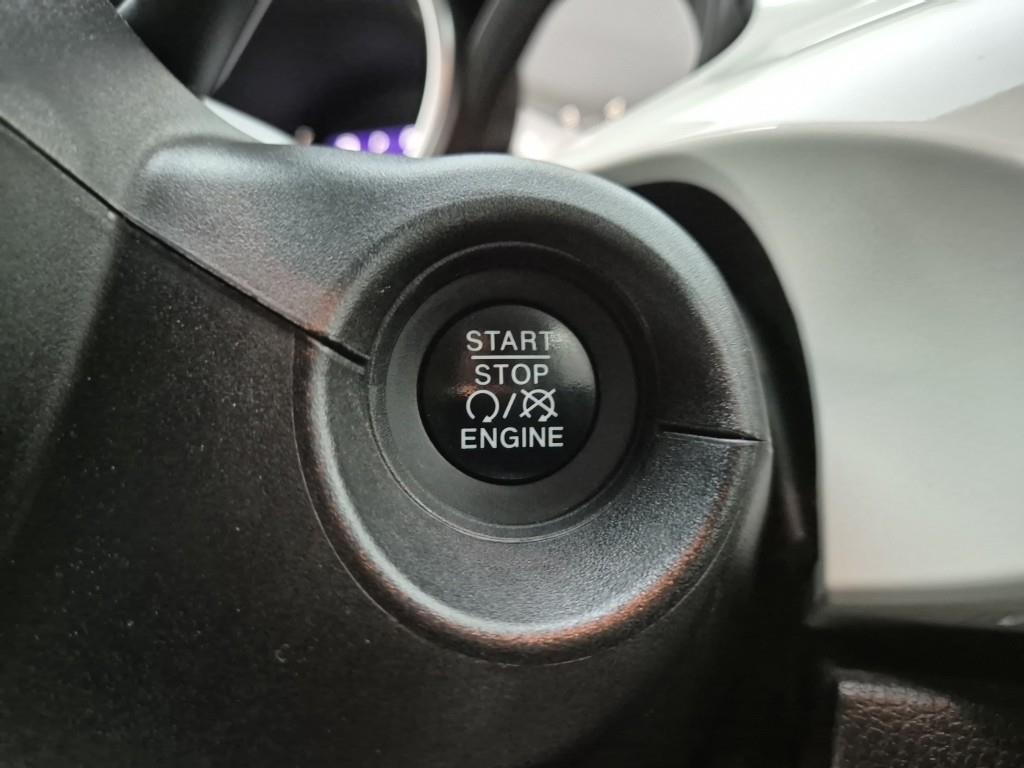 START
STOP
/
ENGINE